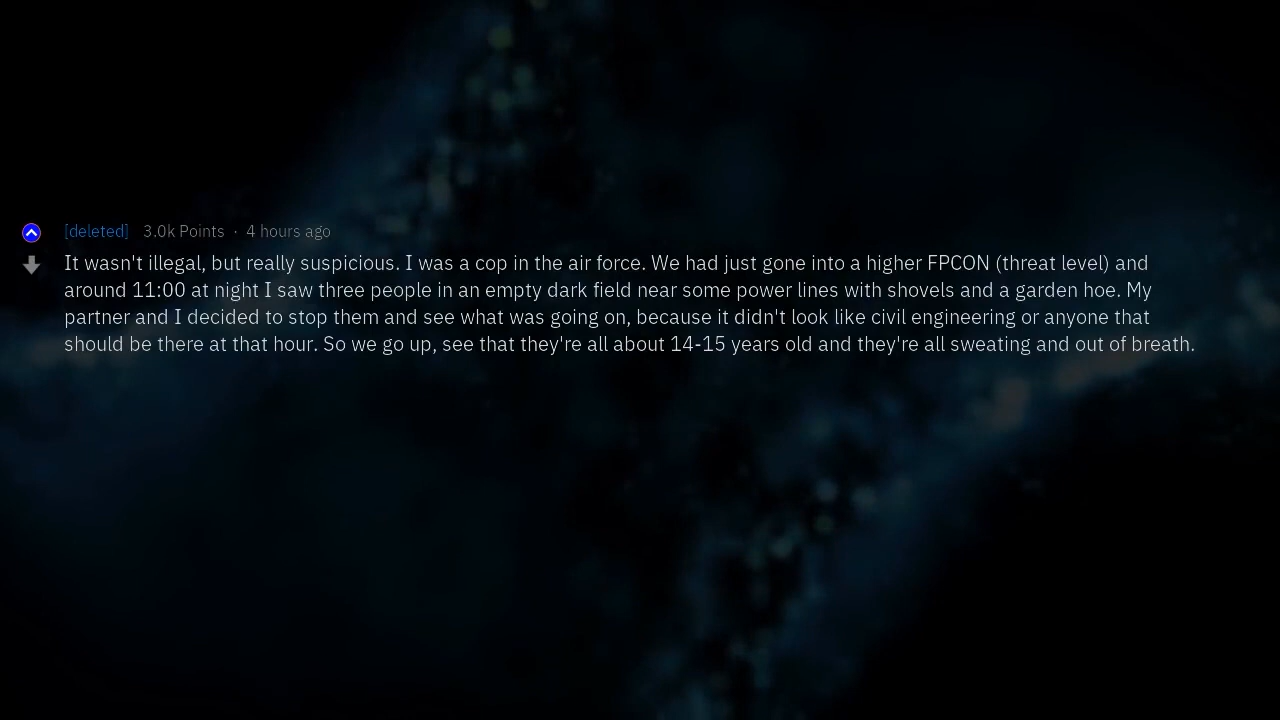 [deleted] 3.0k Points · 4 hours ago
It wasn't illegal, but really suspicious. I was a cop in the air force. We had just gone into a higher FPCON (threat level) and
around 11:00 at night I saw three people in an empty dark field near some power lines with shovels and a garden hoe. My
partner and I decided to stop them and see what was going on, because it didn't look like civil engineering or anyone that
should be there at that hour. So we go up, see that they're all about 14-15 years old and they're all sweating and out of breath.